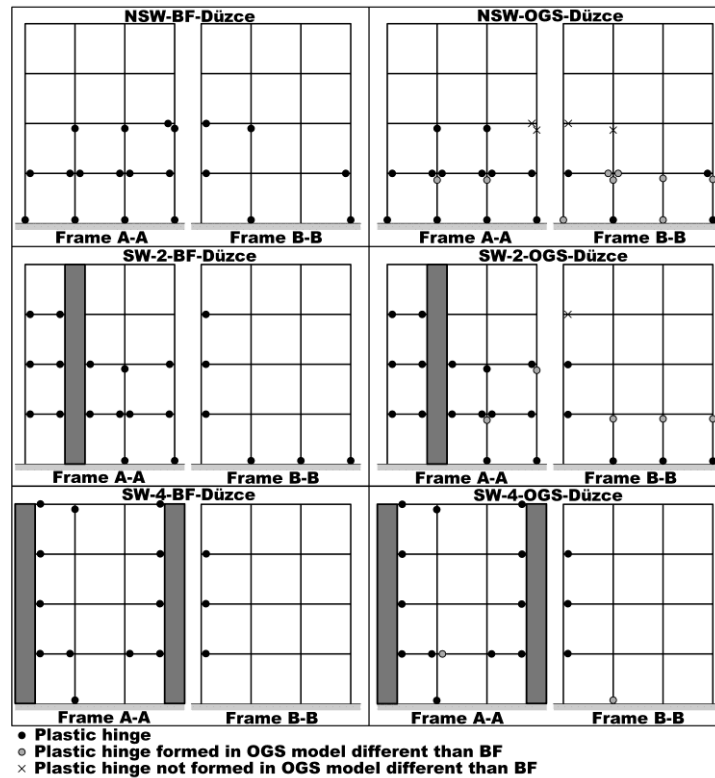 NSW-BF-Düzce
NSW-OGS-Düzce
Frame A-A
Frame B-B
Frame A-A
Frame B-B
SW-2-BF-Düzce
SW-2-OGS-Düzce
Frame A-A
Frame B-B
Frame A-A
Frame B-B
SW-4-BF-Düzce
SW-4-OGS-Düzce
Frame A-A
Frame B-B
Frame A-A
Frame B-B
Plastic hinge
Plastic hinge formed in OGS model different than BF
Plastic hinge not formed in OGS model different than BF